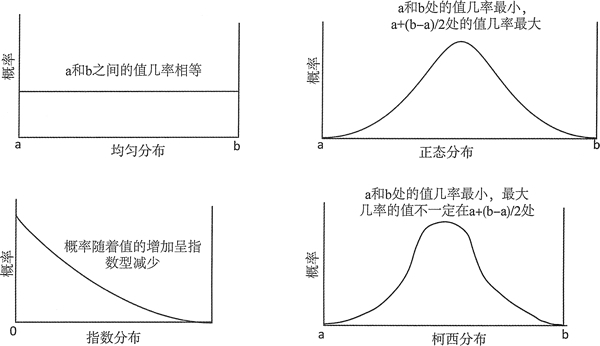 概率
a和b之间的值几率相等
a
b
均匀分布
a和b处的值几率最小，
a+(b−a)/2处的值几率最大
概率
a
b
正态分布
概率
概率随着值的增加呈指
数型减少
0
指数分布
a和b处的值几率最小，最大
几率的值不一定在a+(b−a)/2处
概率
a
b
柯西分布